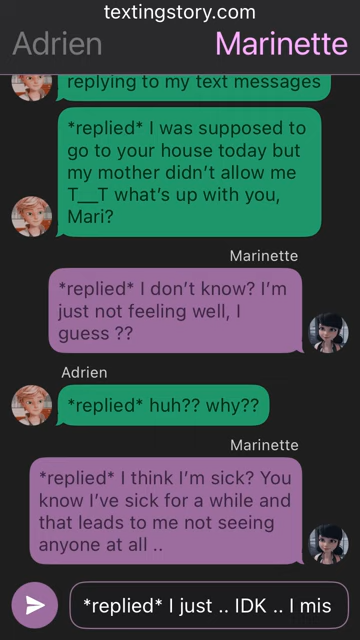 textingstory.com
Adrien Marinette
replying to my text messages
*replied* I was supposed to
go to your house today but
my mother didn’t allow me
T__T what’s up with you,
Mari?
Marinette
*replied* I don’t know? I’m
just not feeling well, I
guess ??
Adrien
*replied* huh?? why??
Marinette
*replied* I think I’m sick? You
know I’ve sick for a while and
that leads to me not seeing
anyone at all ..
*replied* I just .. IDK .. I mis